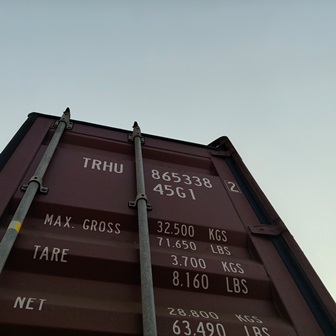 TRHU 865338 2
45G1
MAX. GROSS 32.500 KGS
71.650 LBS
TARE 3.700 KGS
8.160 LBS
NET 28.800 KGS
63.490 LBS